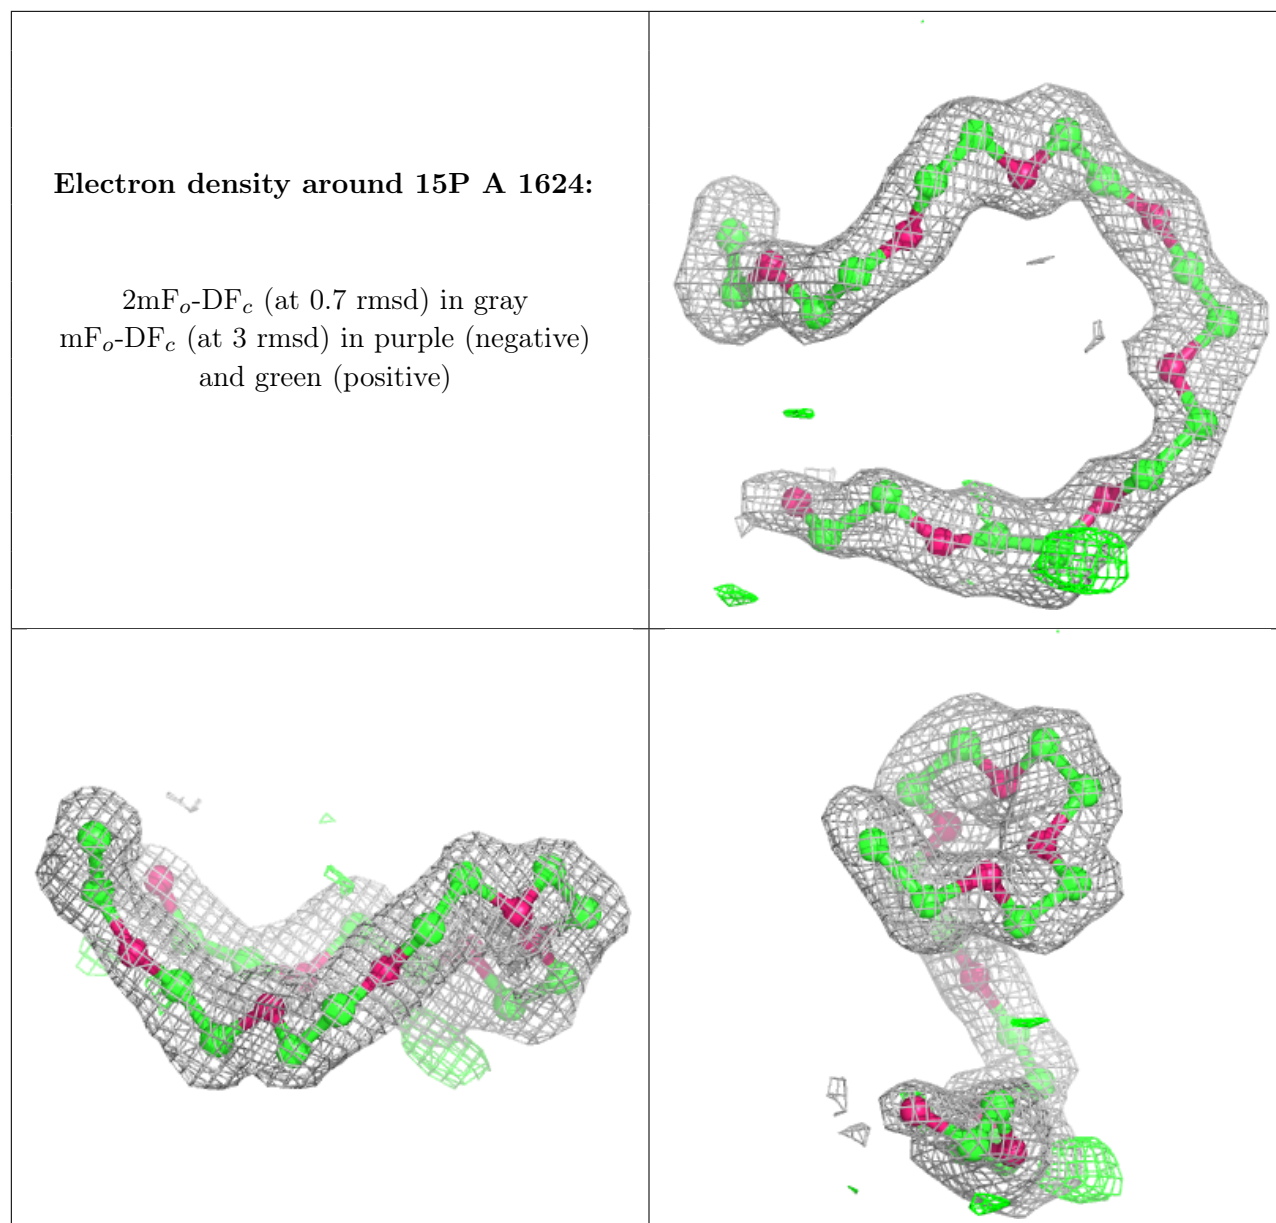 Electron density around 15P A 1624:
2mFo-DFc (at 0.7 rmsd) in gray
mFo-DFc (at 3 rmsd) in purple (negative)
and green (positive)